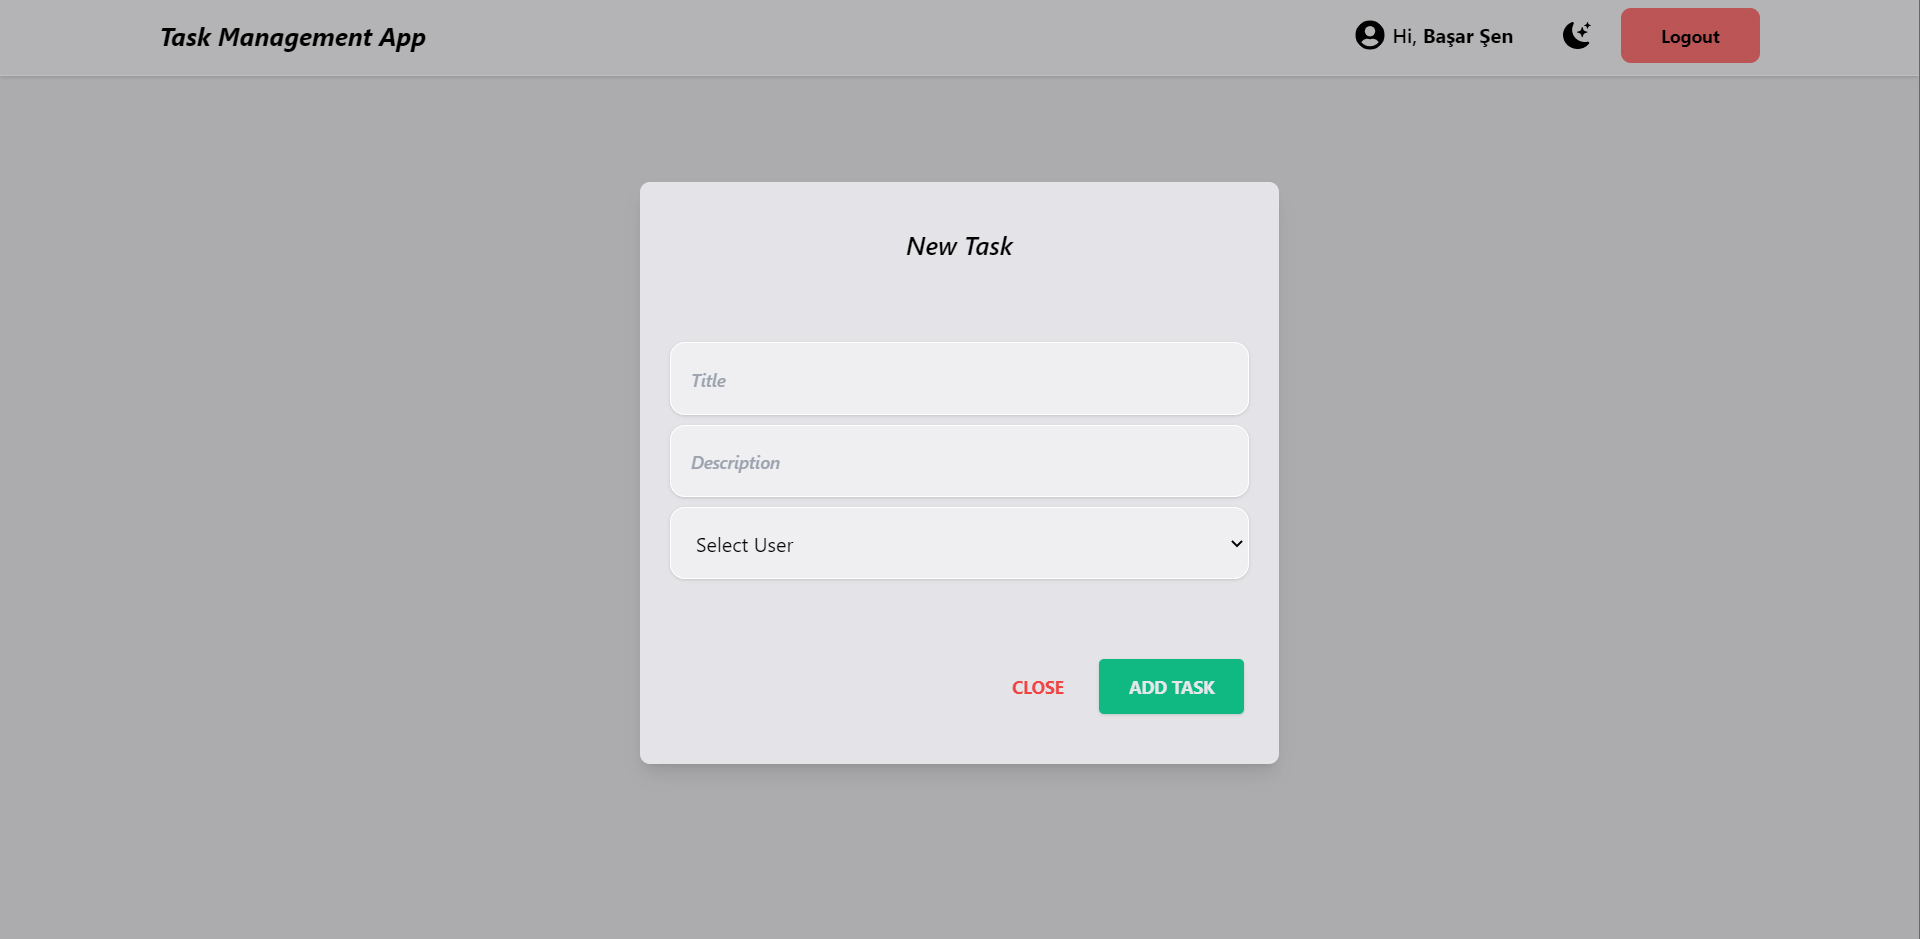 Task Management App
Hi, Başar Şen
Logout
New Task
Title
Description
Select User
CLOSE
ADD TASK